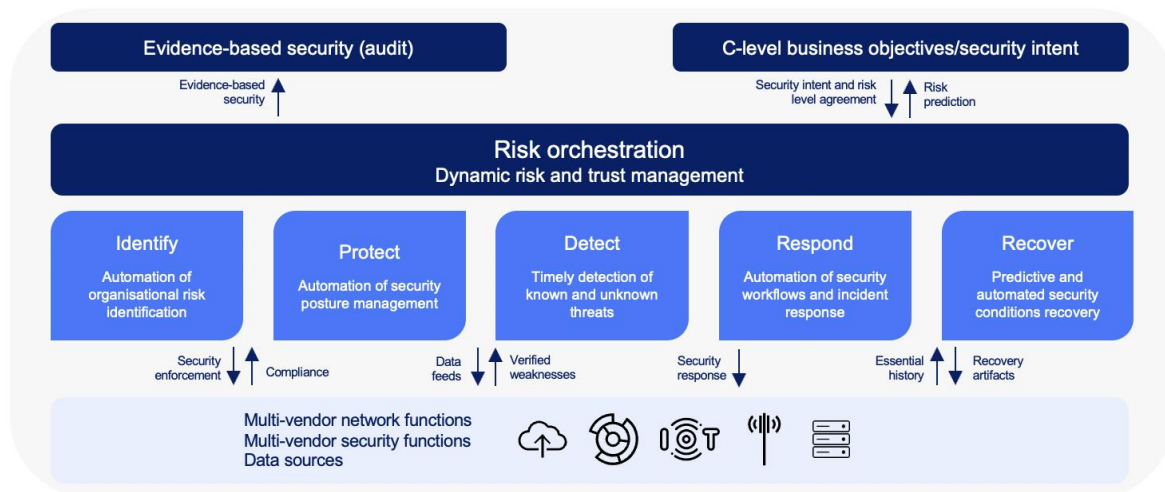 Evidence-based security (audit)
C-level business objectives/security intent
Evidence-based
security
Security intent and risk
level agreement
Risk
prediction
Risk orchestration
Dynamic risk and trust management
Identify
Automation of
organisational risk
identification
Protect
Automation of security
posture management
Detect
Timely detection of
known and unknown
threats
Respond
Automation of security
workflows and incident
response
Recover
Predictive and
automated security
conditions recovery
Security
enforcement
Compliance
Data
feeds
Verified
weaknesses
Security
response
Essential
history
Recovery
artifacts
Multi-vendor network functions
Multi-vendor security functions
Data sources
IOT